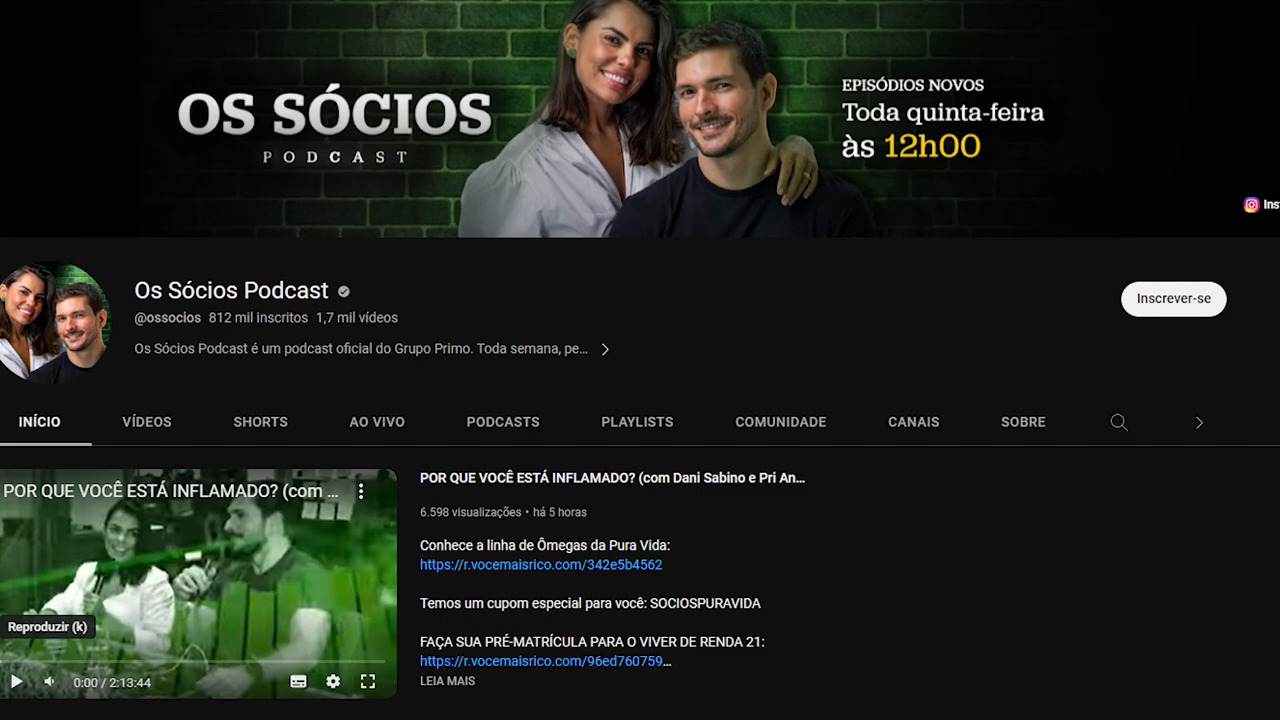 OS SÓCIOS
PODCAST
EPISÓDIOS NOVOS
Toda quinta-feira
às 12h00
Ins
Os Sócios Podcast
@ossocios 812 mil inscritos 1,7 mil vídeos
Os Sócios Podcast é um podcast oficial do Grupo Primo. Toda semana, pe...
Inscrever-se
INÍCIO VÍDEOS SHORTS AO VIVO PODCASTS PLAYLISTS COMUNIDADE CANAIS SOBRE
POR QUE VOCÊ ESTÁ INFLAMADO? (com ...
Reproduzir (k)
0:00 / 2:13:44
POR QUE VOCÊ ESTÁ INFLAMADO? (com Dani Sabino e Pri An...
6.598 visualizações • há 5 horas
Conhece a linha de Ômegas da Pura Vida:
https://r.vocemaisrico.com/342e5b4562
Temos um cupom especial para você: SOCIOSPURAVIDA
FAÇA SUA PRÉ-MATRÍCULA PARA O VIVER DE RENDA 21:
https://r.vocemaisrico.com/96ed760759...
LEIA MAIS